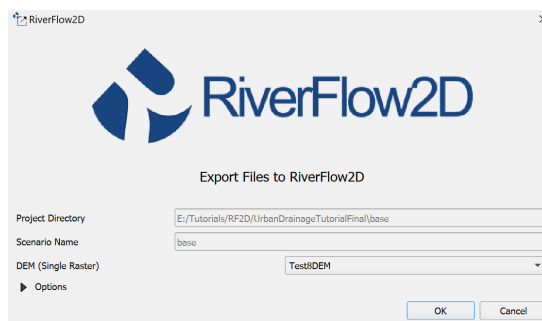 RiverFlow2D
RiverFlow2D
Export Files to RiverFlow2D
Project Directory E:/Tutorials/RF2D/UrbanDrainageTutorialFinal\base
Scenario Name base
DEM (Single Raster) Test8DEM
Options
OK Cancel